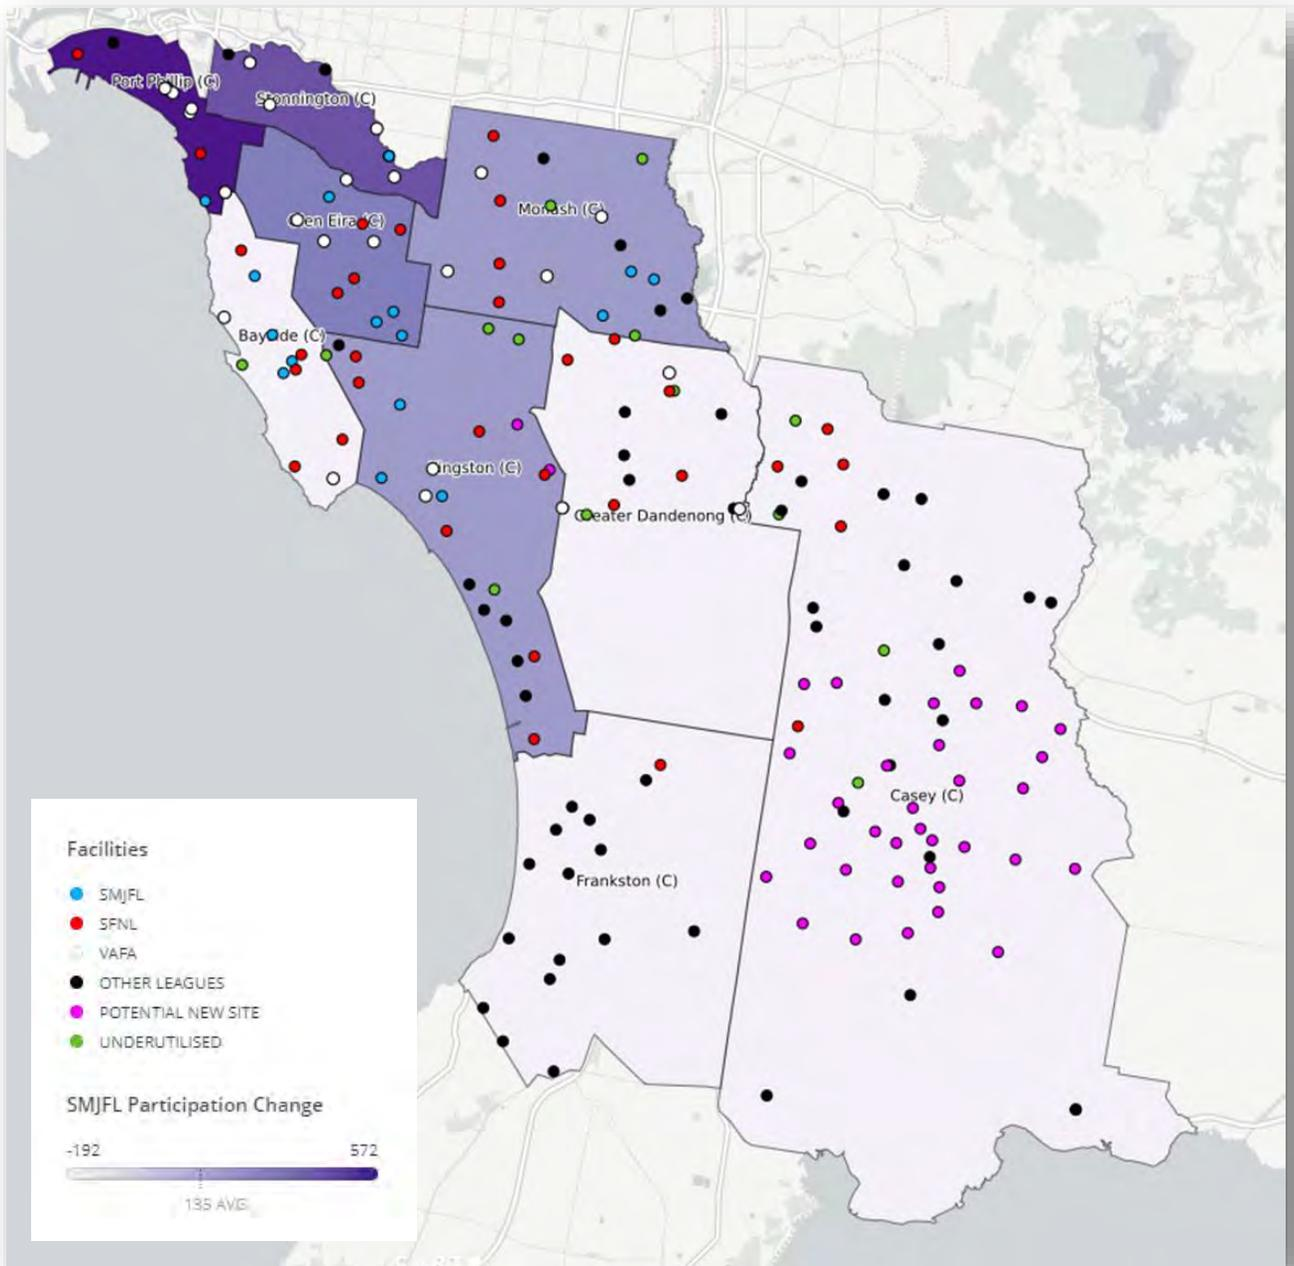 Port Phillip (C)
Stonnington (C)
Monash (C)
Glen Eira (C)
Bayside (C)
Kingston (C)
Greater Dandenong (C)
Casey (C)
Frankston (C)
Facilities
SMJFL
SFNL
VAFA
OTHER LEAGUES
POTENTIAL NEW SITE
UNDERUTILISED
SMJFL Participation Change
-192 572
135 AVG.